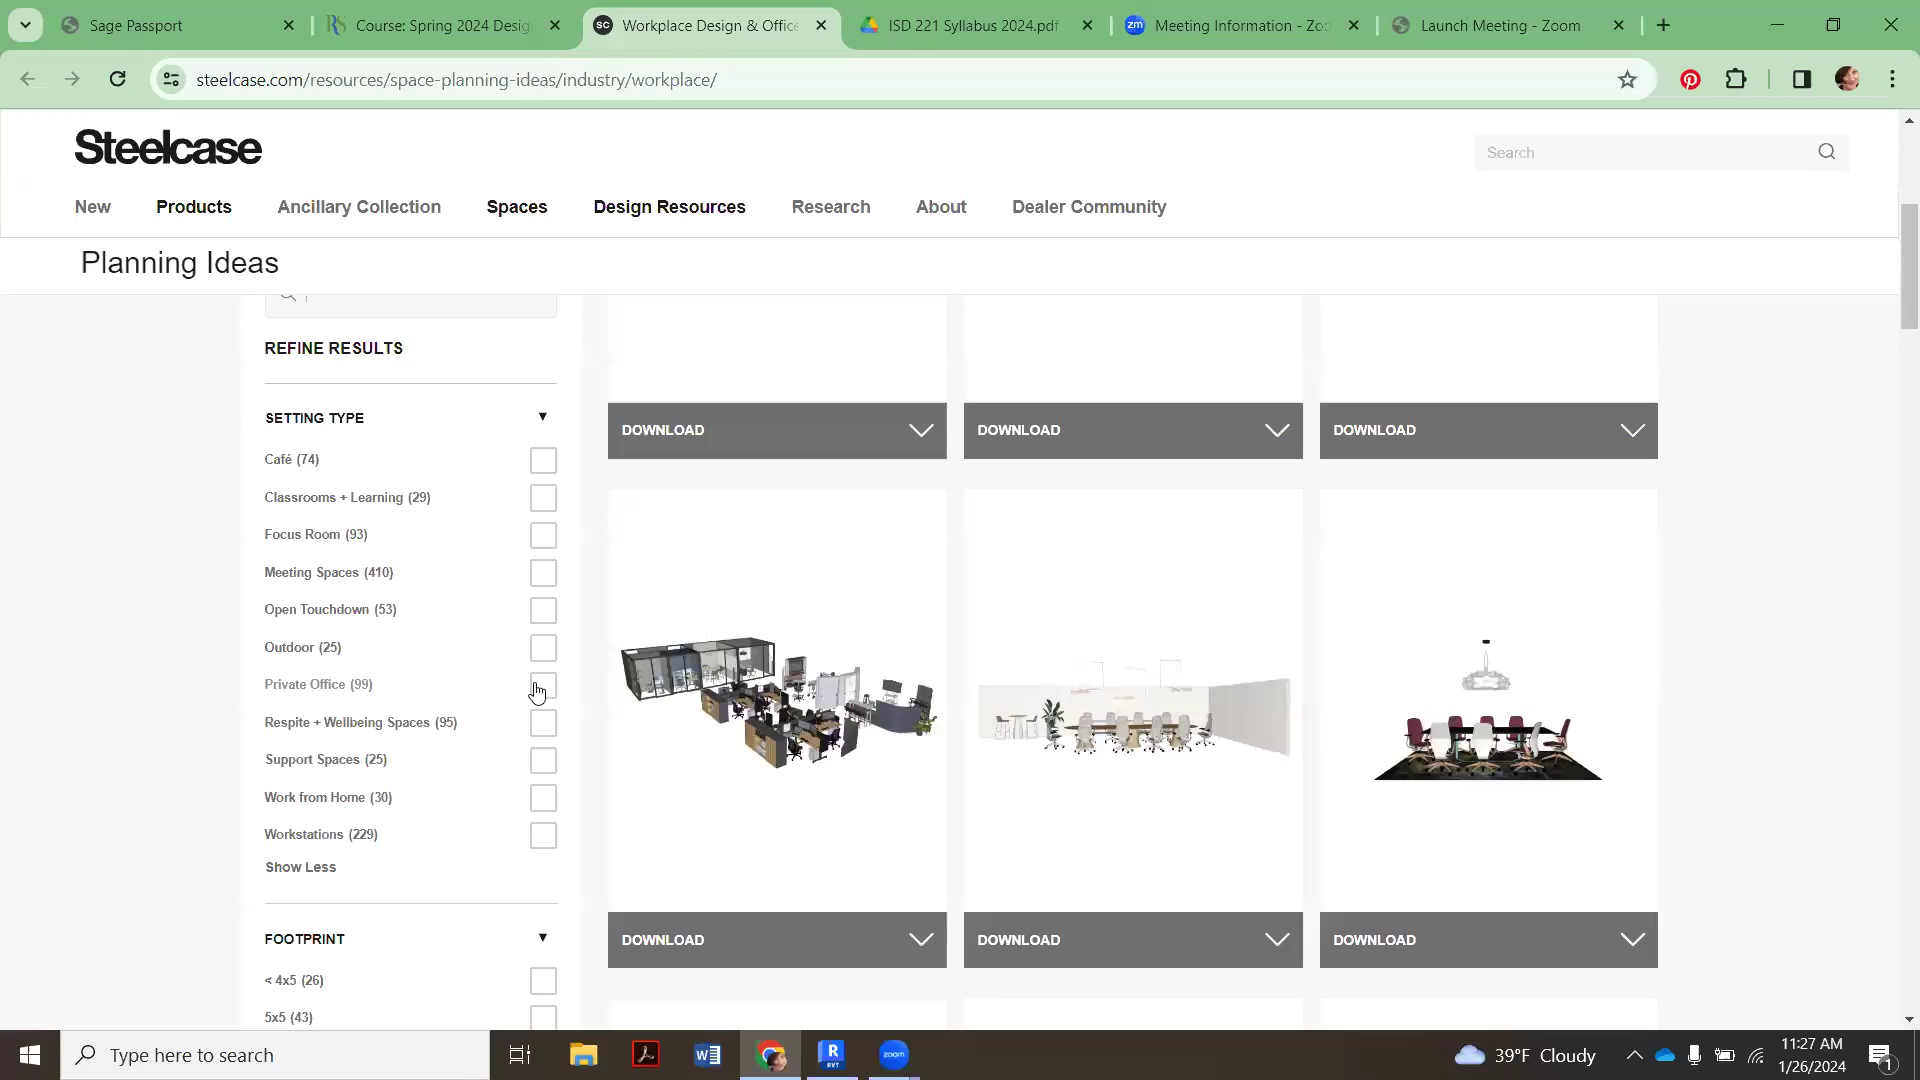 Sage Passport
Course: Spring 2024 Desig
Workplace Design & Office
ISD 221 Syllabus 2024.pdf
Meeting Information - Zo
Launch Meeting - Zoom
steelcase.com/resources/space-planning-ideas/industry/workplace/
Steelcase
Search
New
Products
Ancillary Collection
Spaces
Design Resources
Research
About
Dealer Community
Planning Ideas
REFINE RESULTS
SETTING TYPE
Café (74)
Classrooms + Learning (29)
Focus Room (93)
Meeting Spaces (410)
Open Touchdown (53)
Outdoor (25)
Private Office (99)
Respite + Wellbeing Spaces (95)
Support Spaces (25)
Work from Home (30)
Workstations (229)
Show Less
FOOTPRINT
< 4x5 (26)
5x5 (43)
DOWNLOAD
DOWNLOAD
DOWNLOAD
DOWNLOAD
DOWNLOAD
DOWNLOAD
Type here to search
39°F Cloudy
11:27 AM
1/26/2024
1